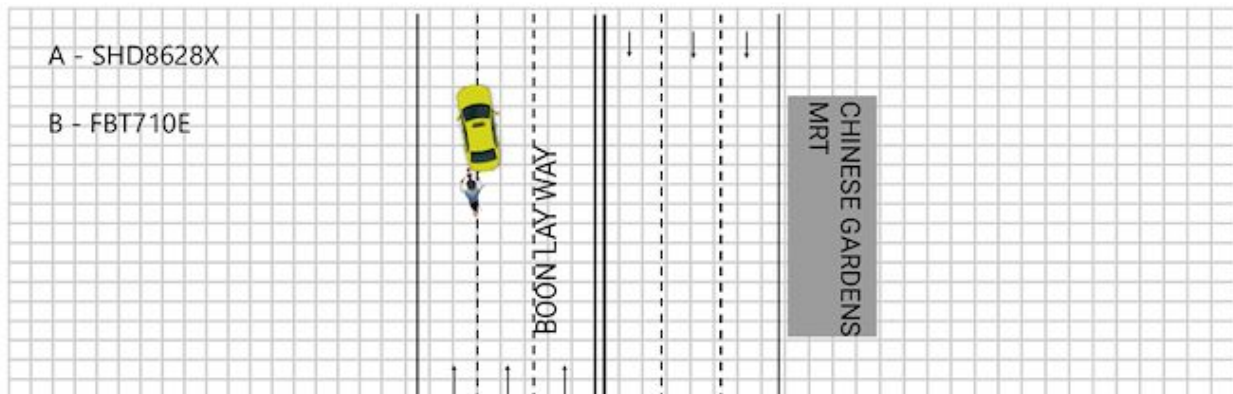 A - SHD8628X
B - FBT710E
BOON LAY WAY
CHINESE GARDENS
MRT